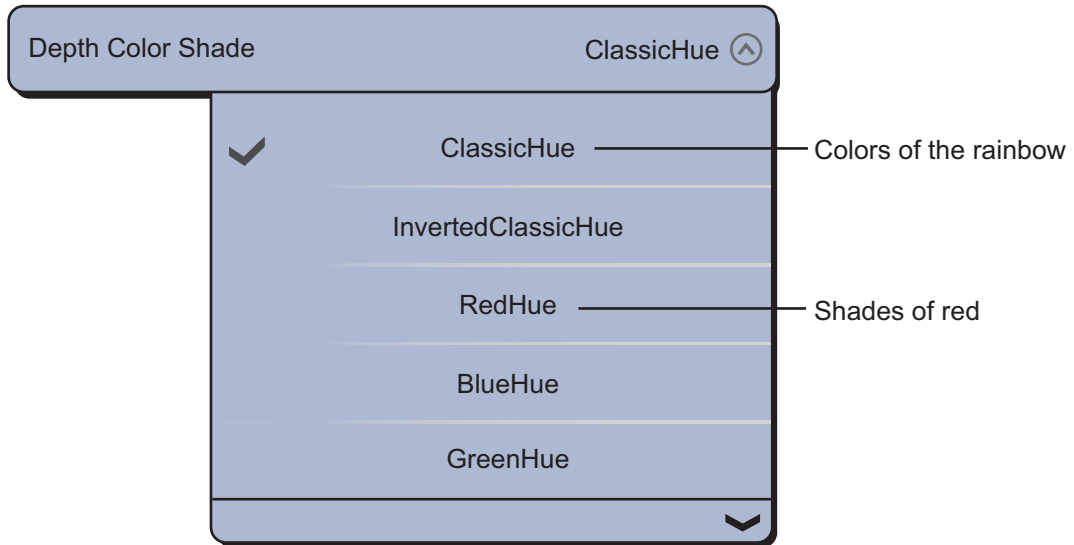 Depth Color Shade ClassicHue
ClassicHue Colors of the rainbow
InvertedClassicHue
RedHue Shades of red
BlueHue
GreenHue